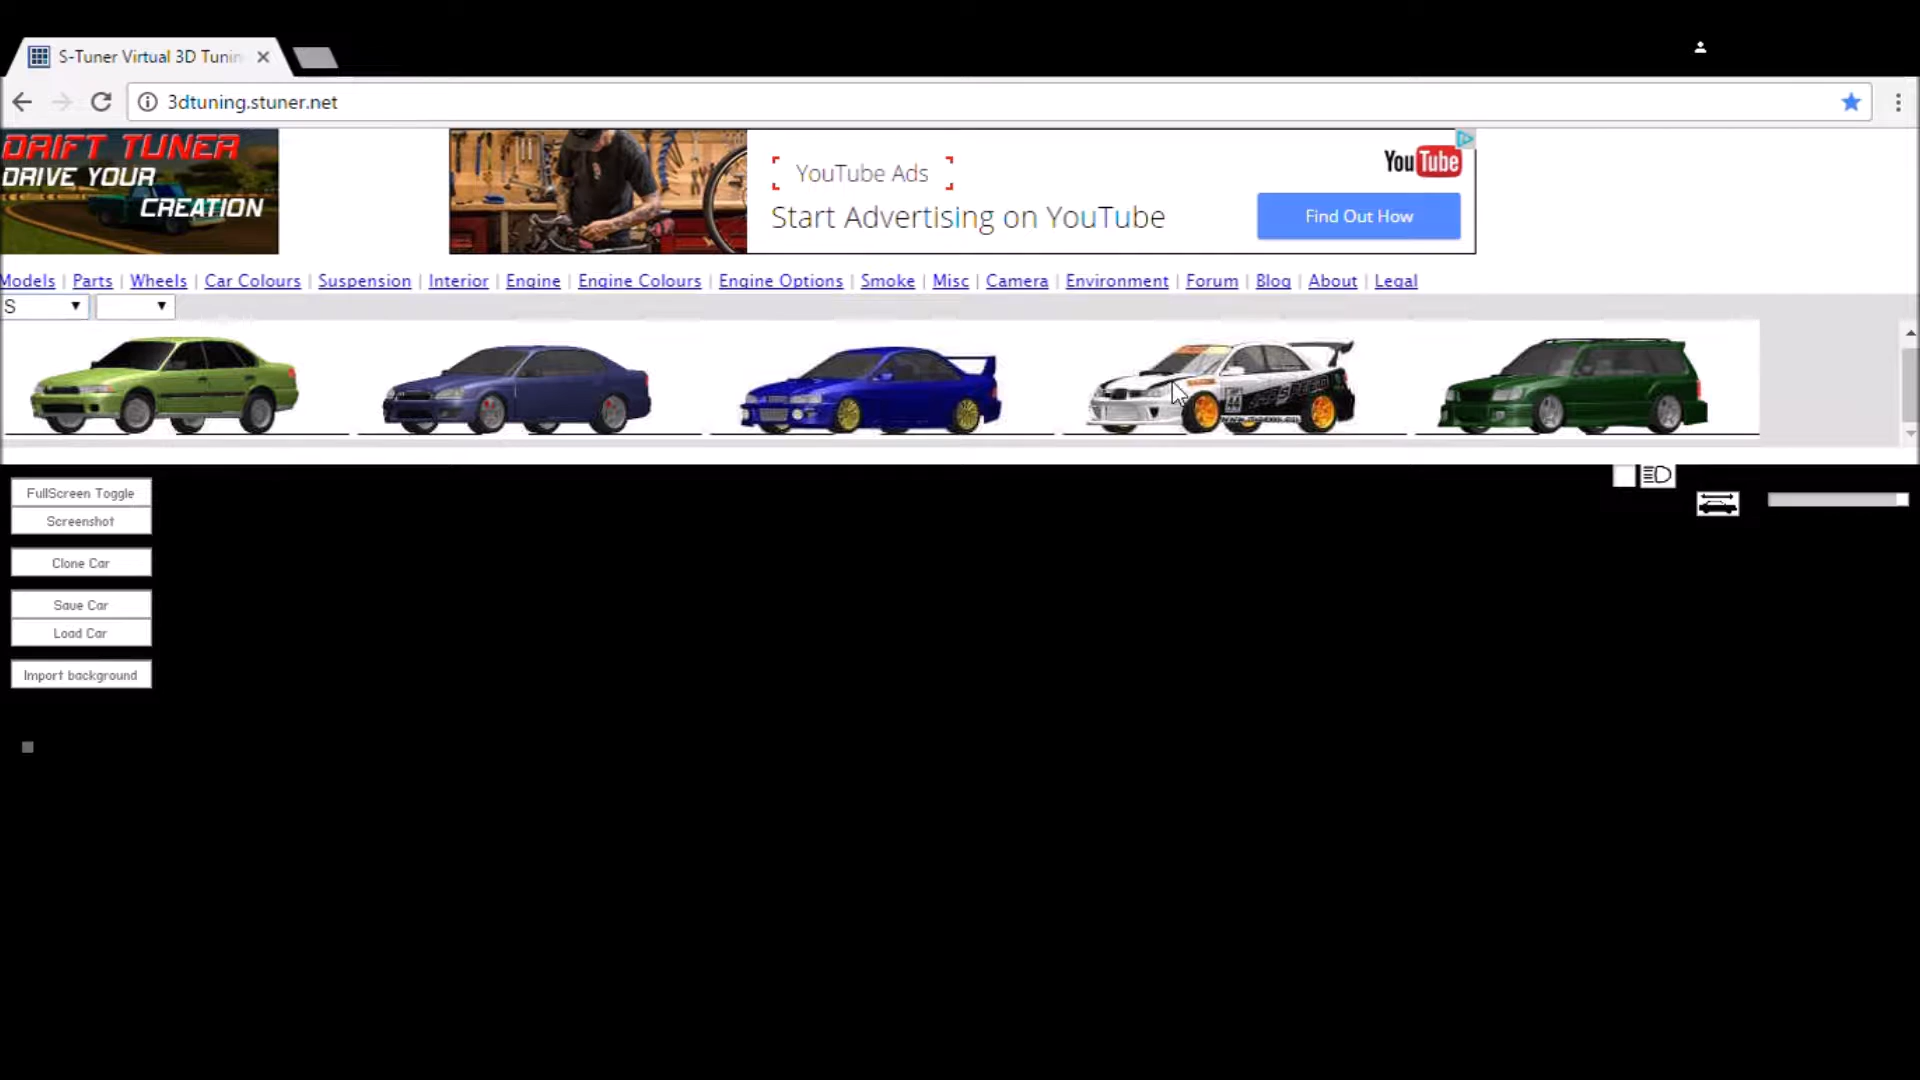 S-Tuner Virtual 3D Tunin
3dtuning.stuner.net
DRIFT TUNER
DRIVE YOUR
CREATION
YouTube Ads
Start Advertising on YouTube
YouTube
Find Out How
Models | Parts | Wheels | Car Colours | Suspension | Interior | Engine | Engine Colours | Engine Options | Smoke | Misc | Camera | Environment | Forum | Blog | About | Legal
S
FullScreen Toggle
Screenshot
Clone Car
Save Car
Load Car
Import background